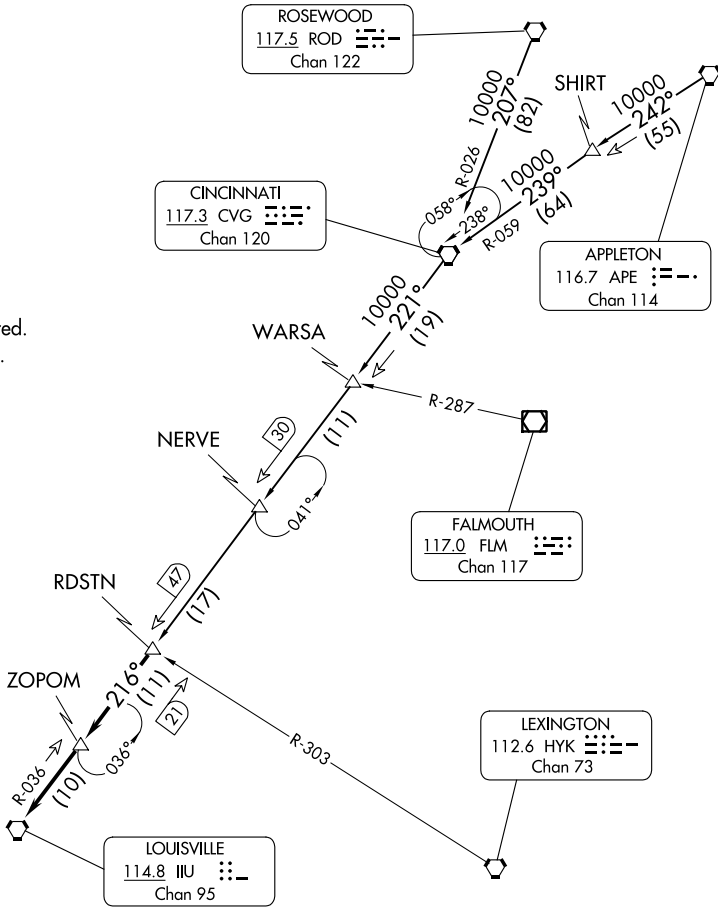 ROSEWOOD
117.5 ROD
Chan 122
SHIRT
10000
207°
(82)
R-026
10000
242°
(55)
10000
239°
(64)
R-059
CINCINNATI
117.3 CVG
Chan 120
058°
238°
APPLETON
116.7 APE
Chan 114
ed.
.
10000
221°
(19)
WARSA
R-287
30
(11)
NERVE
041°
FALMOUTH
117.0 FLM
Chan 117
47
(17)
RDSTN
ZOPOM
216°
(11)
21
R-303
036°
R-036
(10)
LEXINGTON
112.6 HYK
Chan 73
LOUISVILLE
114.8 IIU
Chan 95